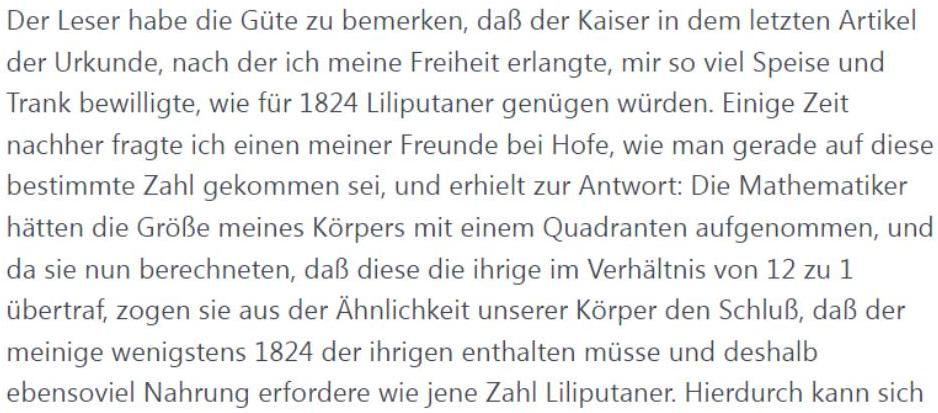 Der Leser habe die Güte zu bemerken, daß der Kaiser in dem letzten Artikel
der Urkunde, nach der ich meine Freiheit erlangte, mir so viel Speise und
Trank bewilligte, wie für 1824 Liliputaner genügen würden. Einige Zeit
nachher fragte ich einen meiner Freunde bei Hofe, wie man gerade auf diese
bestimmte Zahl gekommen sei, und erhielt zur Antwort: Die Mathematiker
hätten die Größe meines Körpers mit einem Quadranten aufgenommen, und
da sie nun berechneten, daß diese die ihrige im Verhältnis von 12 zu 1
übertraf, zogen sie aus der Ähnlichkeit unserer Körper den Schluß, daß der
meinige wenigstens 1824 der ihrigen enthalten müsse und deshalb
ebensoviel Nahrung erfordere wie jene Zahl Liliputaner. Hierdurch kann sich